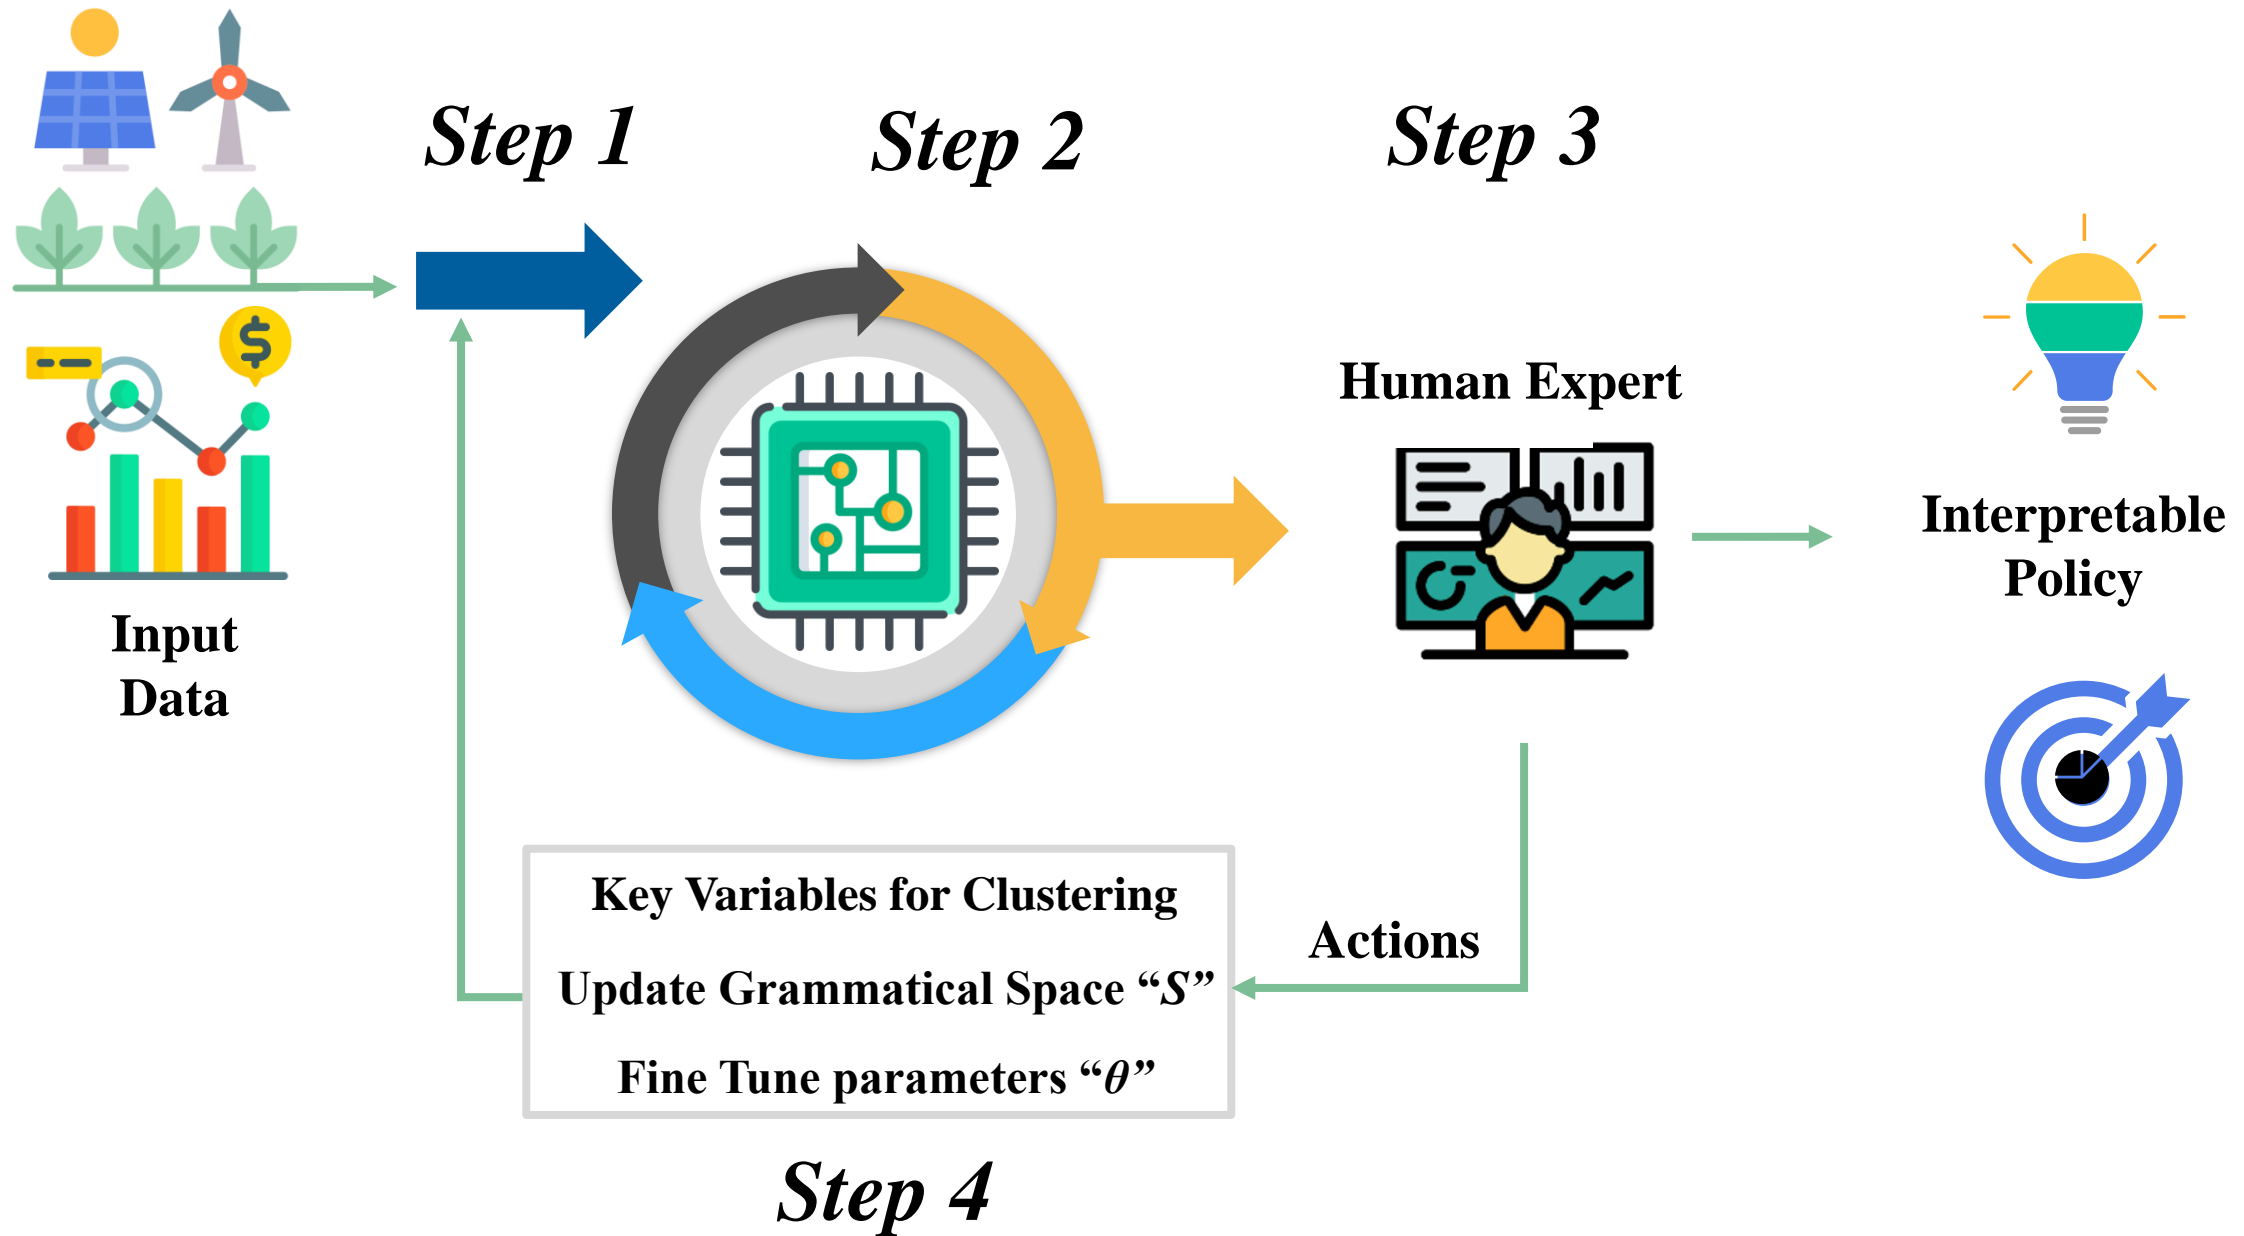 Step 1
Step 2
Step 3
$
Human Expert
Interpretable
Policy
Input
Data
Key Variables for Clustering
Update Grammatical Space “S”
Fine Tune parameters “θ”
Actions
Step 4